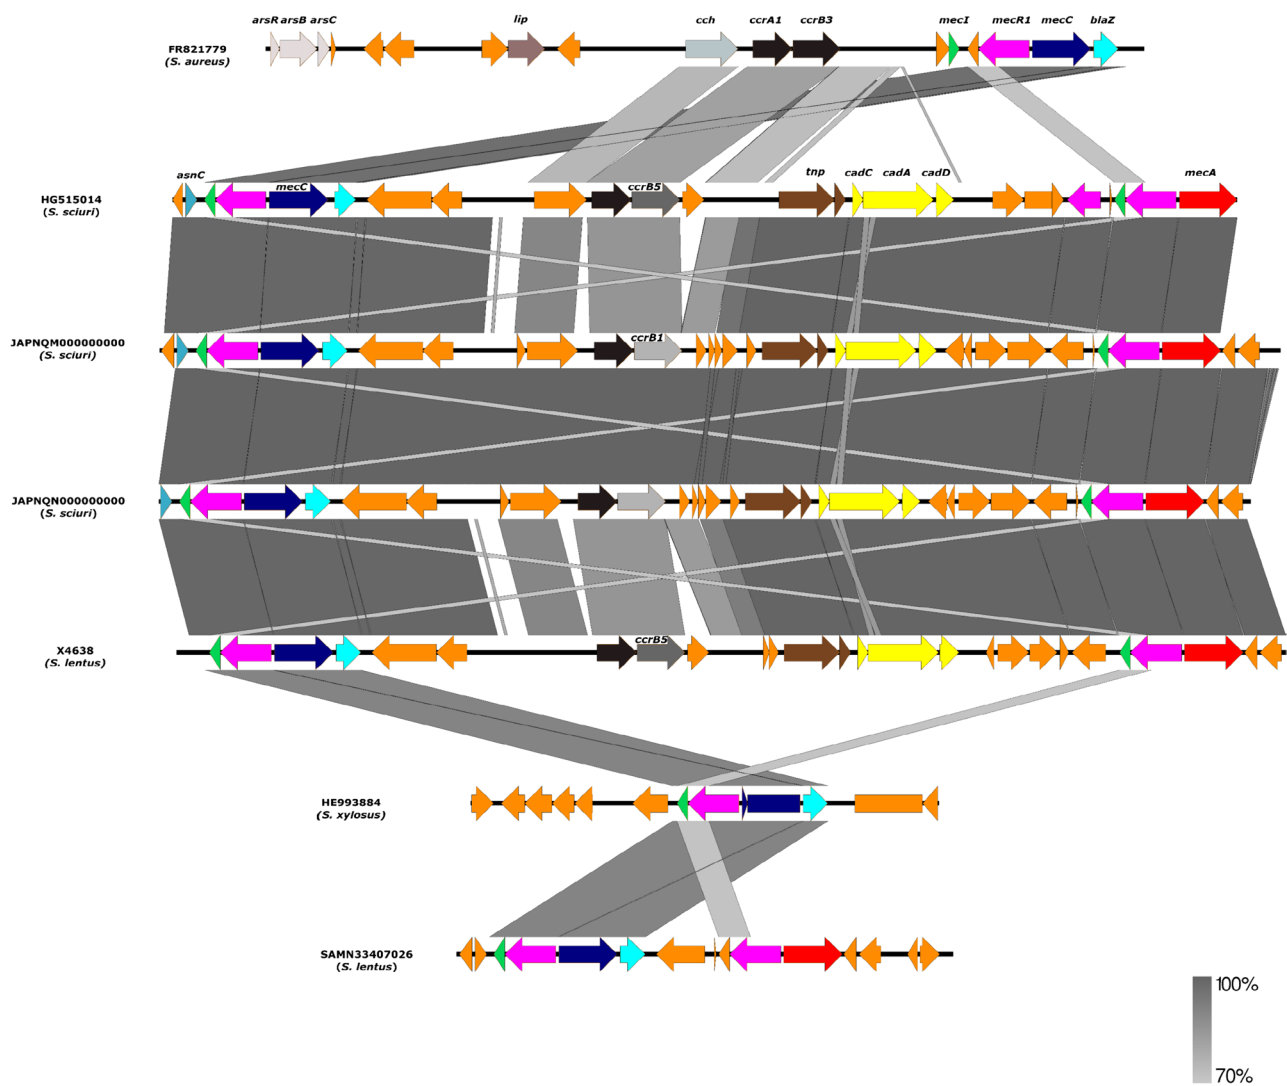 arsR arsB arsC lip cch ccrA1 ccrB3 mecI mecR1 mecC blaZ
FR821779
(S. aureus)
asnC mecC ccrB5 tnp cadC cadA cadD mecA
HG515014
(S. sciuri)
ccrB1
JAPNQM000000000
(S. sciuri)
JAPNQN000000000
(S. sciuri)
ccrB5
X4638
(S. lentus)
HE993884
(S. xylosus)
SAMN33407026
(S. lentus)
100%
70%